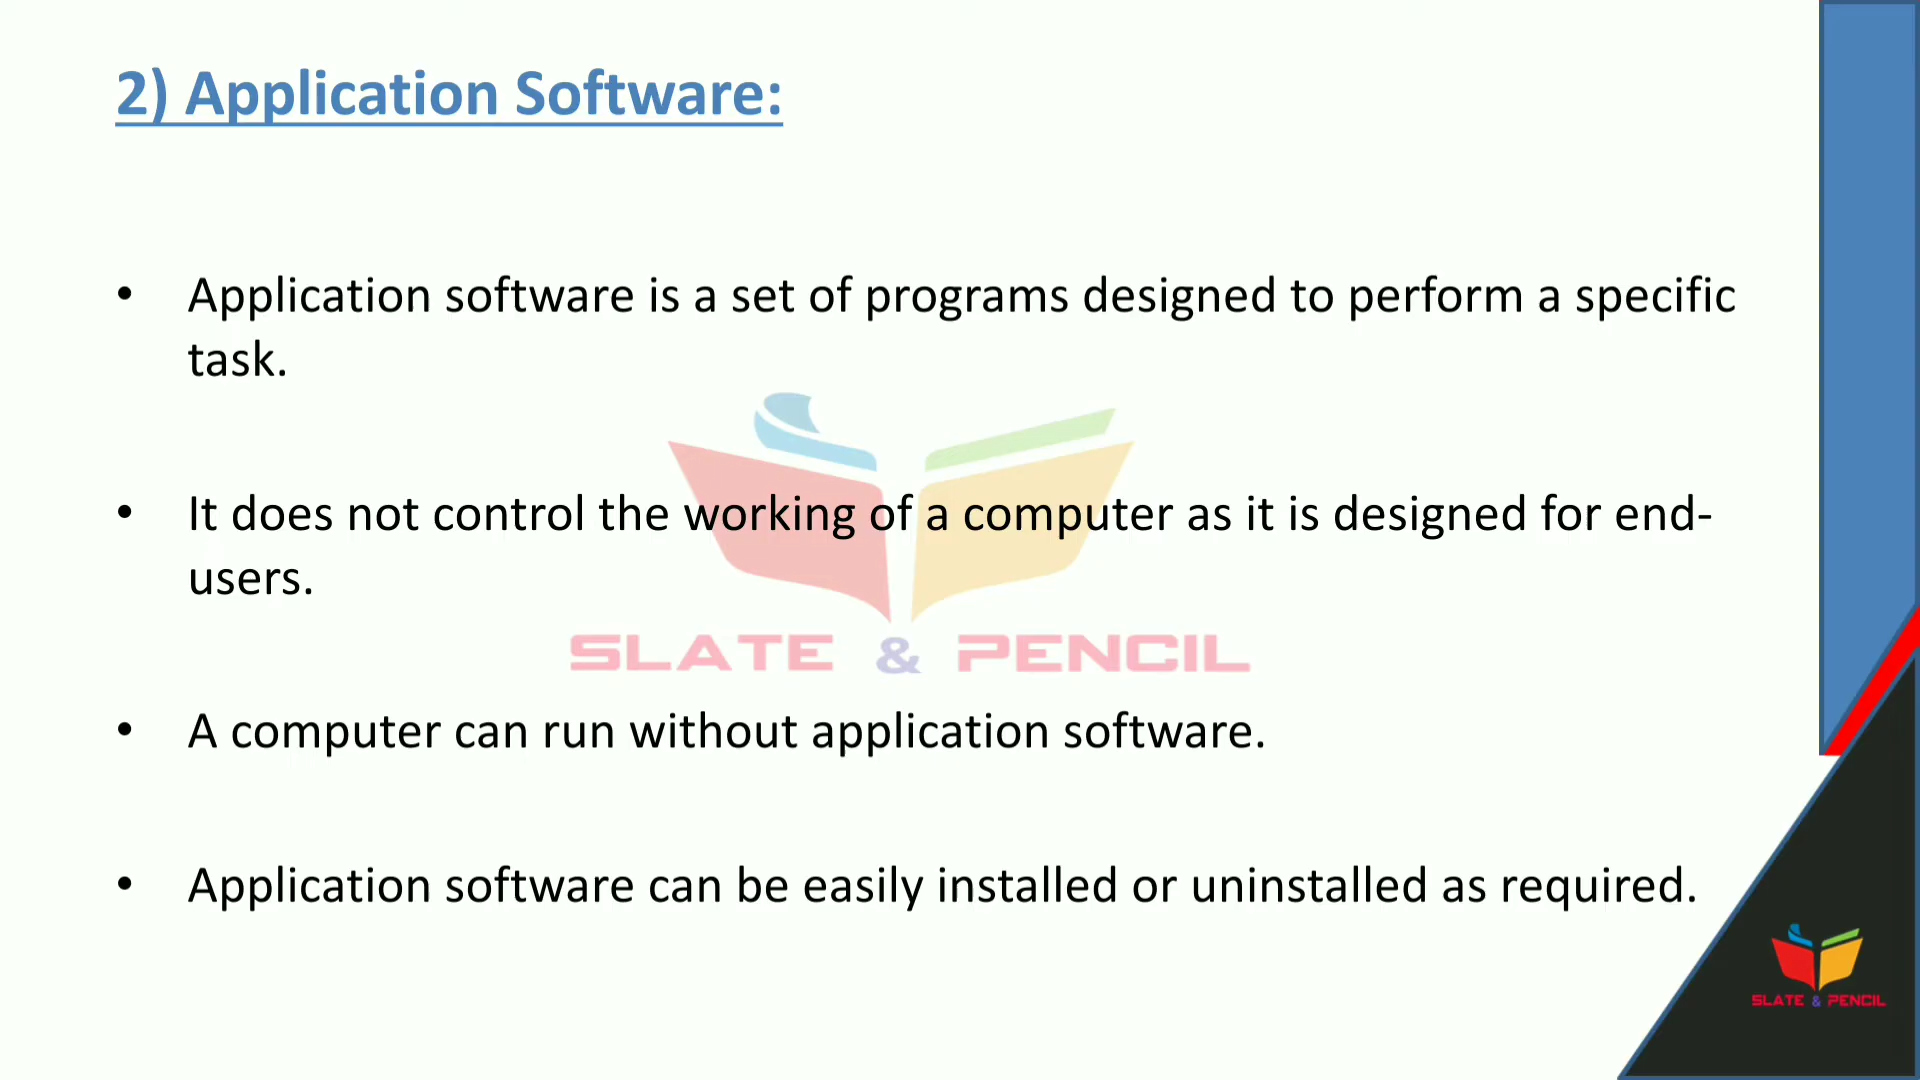 2) Application Software:
• Application software is a set of programs designed to perform a specific
task.
• It does not control the working of a computer as it is designed for end-
users.
SLATE & PENCIL
• A computer can run without application software.
• Application software can be easily installed or uninstalled as required.
SLATE & PENCIL